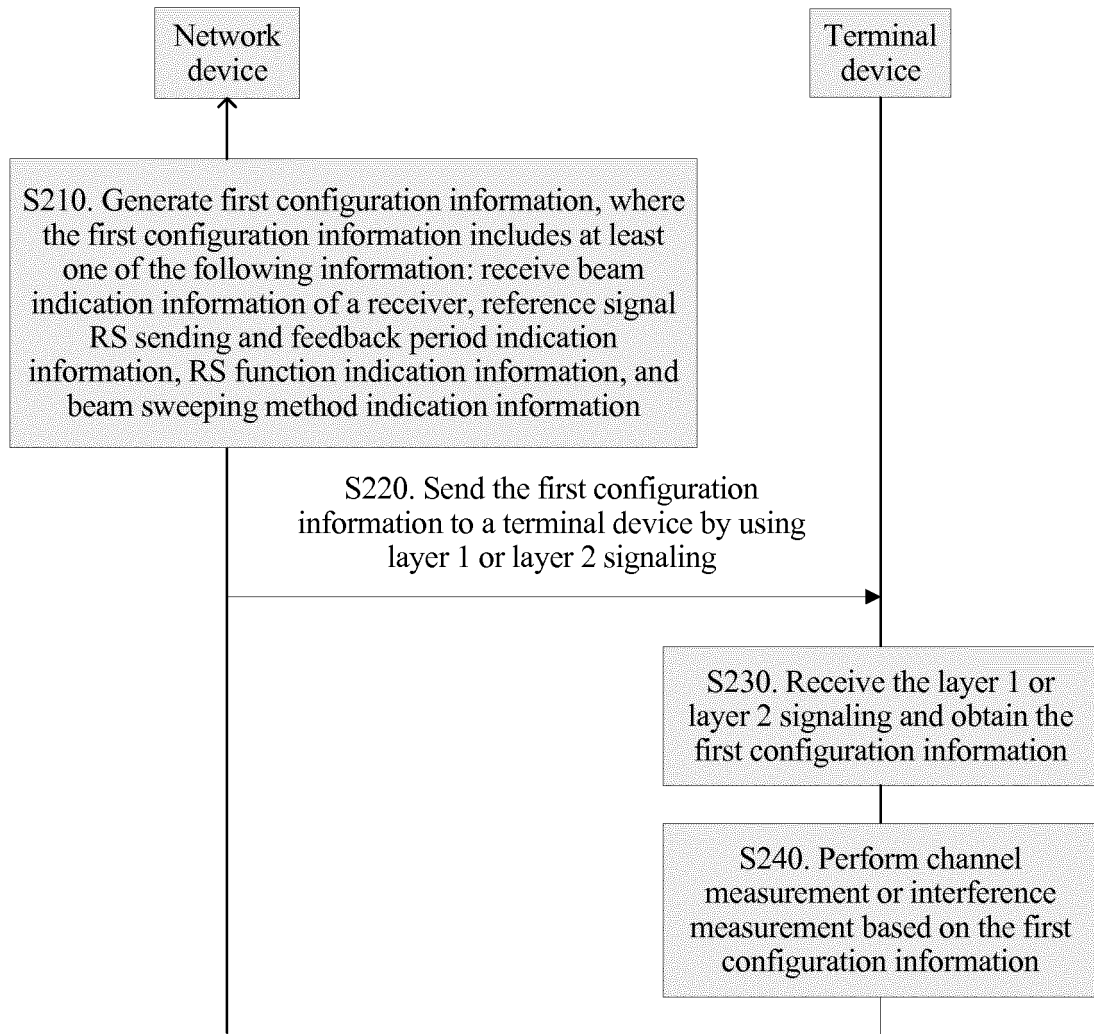 Network
device
Terminal
device
S210. Generate first configuration information, where
the first configuration information includes at least
one of the following information: receive beam
indication information of a receiver, reference signal
RS sending and feedback period indication
information, RS function indication information, and
beam sweeping method indication information
S220. Send the first configuration
information to a terminal device by using
layer 1 or layer 2 signaling
S230. Receive the layer 1 or
layer 2 signaling and obtain the
first configuration information
S240. Perform channel
measurement or interference
measurement based on the first
configuration information